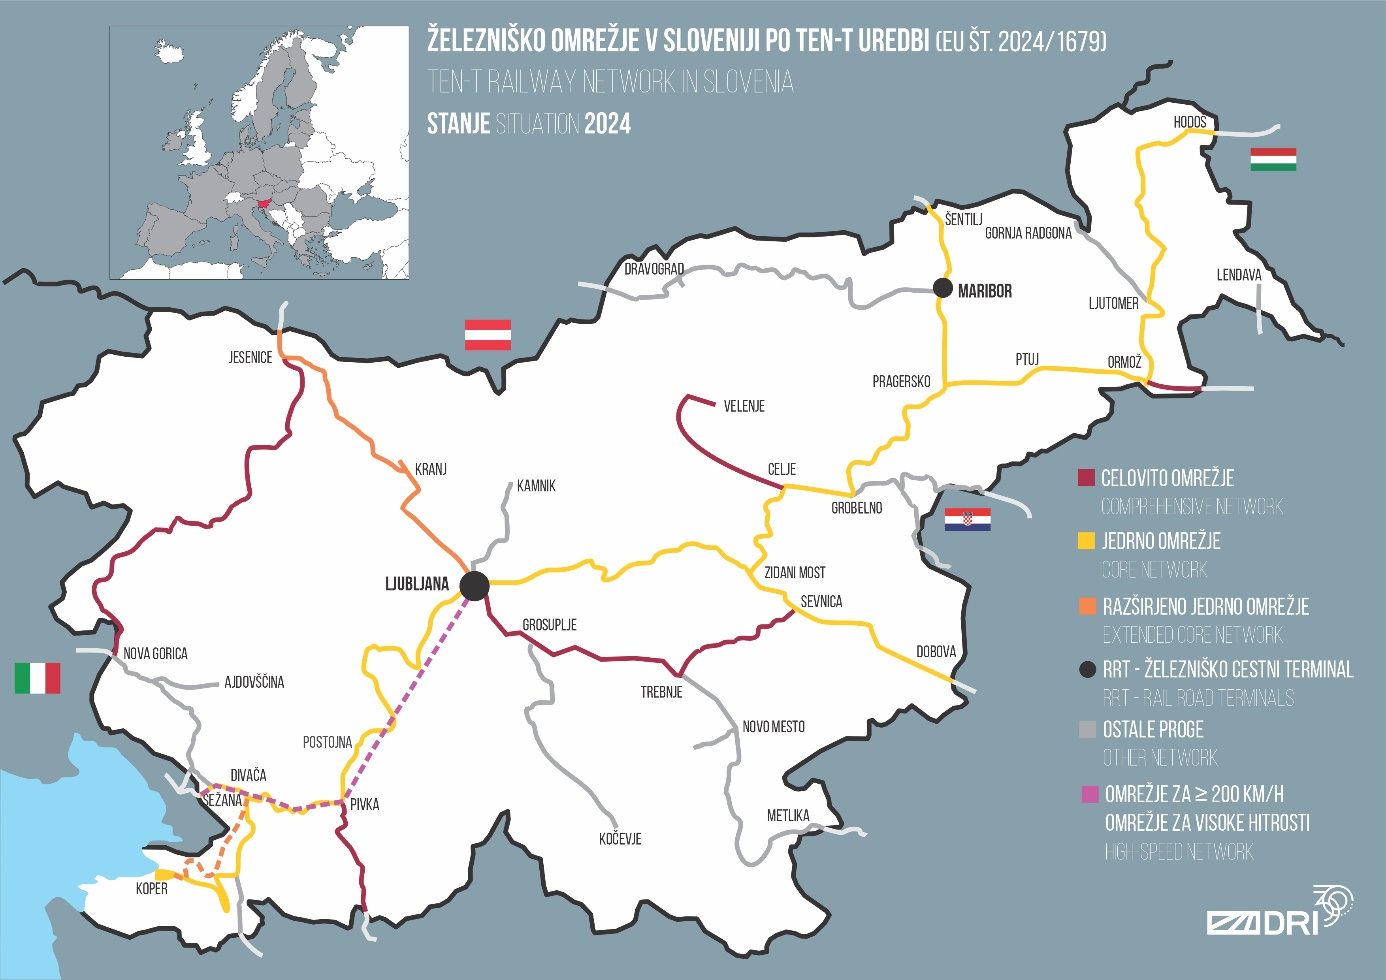 ŽELEZNIŠKO OMREŽJE V SLOVENIJI PO TEN-T UREDBI (EU ŠT. 2024/1679)
TEN-T RAILWAY NETWORK IN SLOVENIA
STANJE SITUATION 2024
HODOŠ
ŠENTILJ
GORNJA RADGONA
DRAVOGRAD
LENDAVA
MARIBOR
LJUTOMER
JESENICE
PTUJ
ORMOŽ
PRAGERSKO
VELENJE
KRANJ
CELJE
KAMNIK
GROBELNO
ZIDANI MOST
LJUBLJANA
SEVNICA
GROSUPLJE
NOVA GORICA
DOBOVA
AJDOVŠČINA
TREBNJE
NOVO MESTO
POSTOJNA
DIVAČA
SEŽANA
PIVKA
METLIKA
KOČEVJE
KOPER
CELOVITO OMREŽJE
COMPREHENSIVE NETWORK
JEDRNO OMREŽJE
CORE NETWORK
RAZŠIRJENO JEDRNO OMREŽJE
EXTENDED CORE NETWORK
RRT - ŽELEZNIŠKO CESTNI TERMINAL
RRT - RAIL ROAD TERMINALS
OSTALE PROGE
OTHER NETWORK
OMREŽJE ZA ≥ 200 KM/H
OMREŽJE ZA VISOKE HITROSTI
HIGH-SPEED NETWORK
DRI